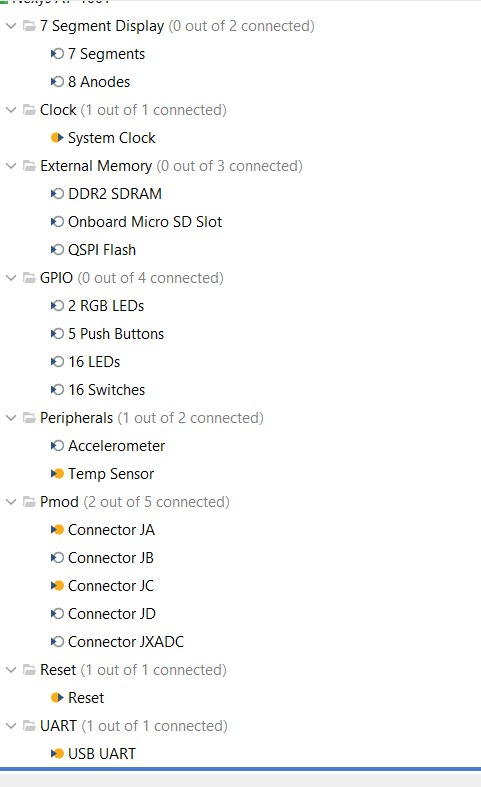 7 Segment Display (0 out of 2 connected)
7 Segments
8 Anodes
Clock (1 out of 1 connected)
System Clock
External Memory (0 out of 3 connected)
DDR2 SDRAM
Onboard Micro SD Slot
QSPI Flash
GPIO (0 out of 4 connected)
2 RGB LEDs
5 Push Buttons
16 LEDs
16 Switches
Peripherals (1 out of 2 connected)
Accelerometer
Temp Sensor
Pmod (2 out of 5 connected)
Connector JA
Connector JB
Connector JC
Connector JD
Connector JXADC
Reset (1 out of 1 connected)
Reset
UART (1 out of 1 connected)
USB UART